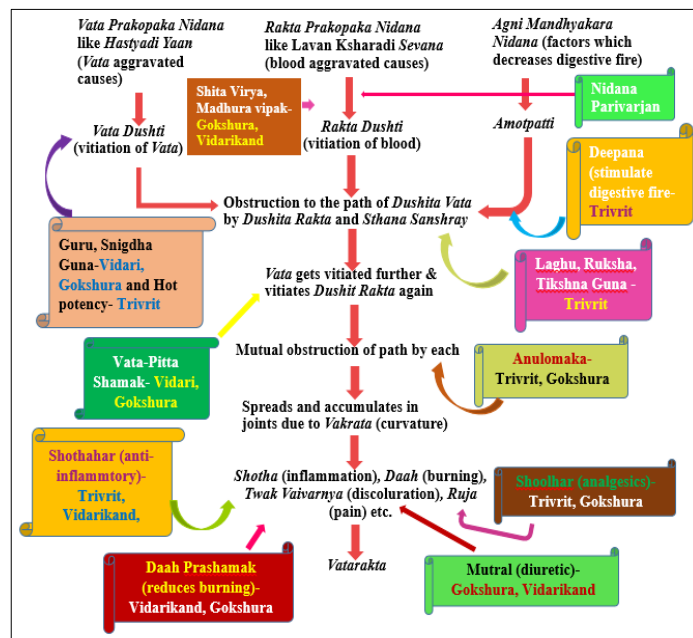 Vata Prakopaka Nidana
like Hastyadi Yaan
(Vata aggravated
causes)
Rakta Prakopaka Nidana
like Lavan Ksharadi Sevana
(blood aggravated causes)
Agni Mandhyakara
Nidana (factors which
decreases digestive fire)
Shita Virya,
Madhura vipak-
Gokshura,
Vidarikand
Nidana
Parivarjan
Vata Dushti
(vitiation of Vata)
Rakta Dushti
(vitiation of blood)
Amotpatti
Deepana
(stimulate
digestive fire-
Trivrit
Obstruction to the path of Dushita Vata
by Dushita Rakta and Sthana Sanshray
Guru, Snigdha
Guna-Vidari,
Gokshura and Hot
potency- Trivrit
Laghu, Ruksha,
Tikshna Guna -
Trivrit
Vata gets vitiated further &
vitiates Dushit Rakta again
Vata-Pitta
Shamak- Vidari,
Gokshura
Mutual obstruction of path by each
Anulomaka-
Trivrit, Gokshura
Spreads and accumulates in
joints due to Vakrata (curvature)
Shothahar (anti-
inflammtory)-
Trivrit,
Vidarikand,
Shotha (inflammation), Daah (burning),
Twak Vaivarnya (discoluration), Ruja
(pain) etc.
Shoolhar (analgesics)-
Trivrit, Gokshura
Vatarakta
Daah Prashamak
(reduces burning)-
Vidarikand, Gokshura
Mutral (diuretic)-
Gokshura, Vidarikand